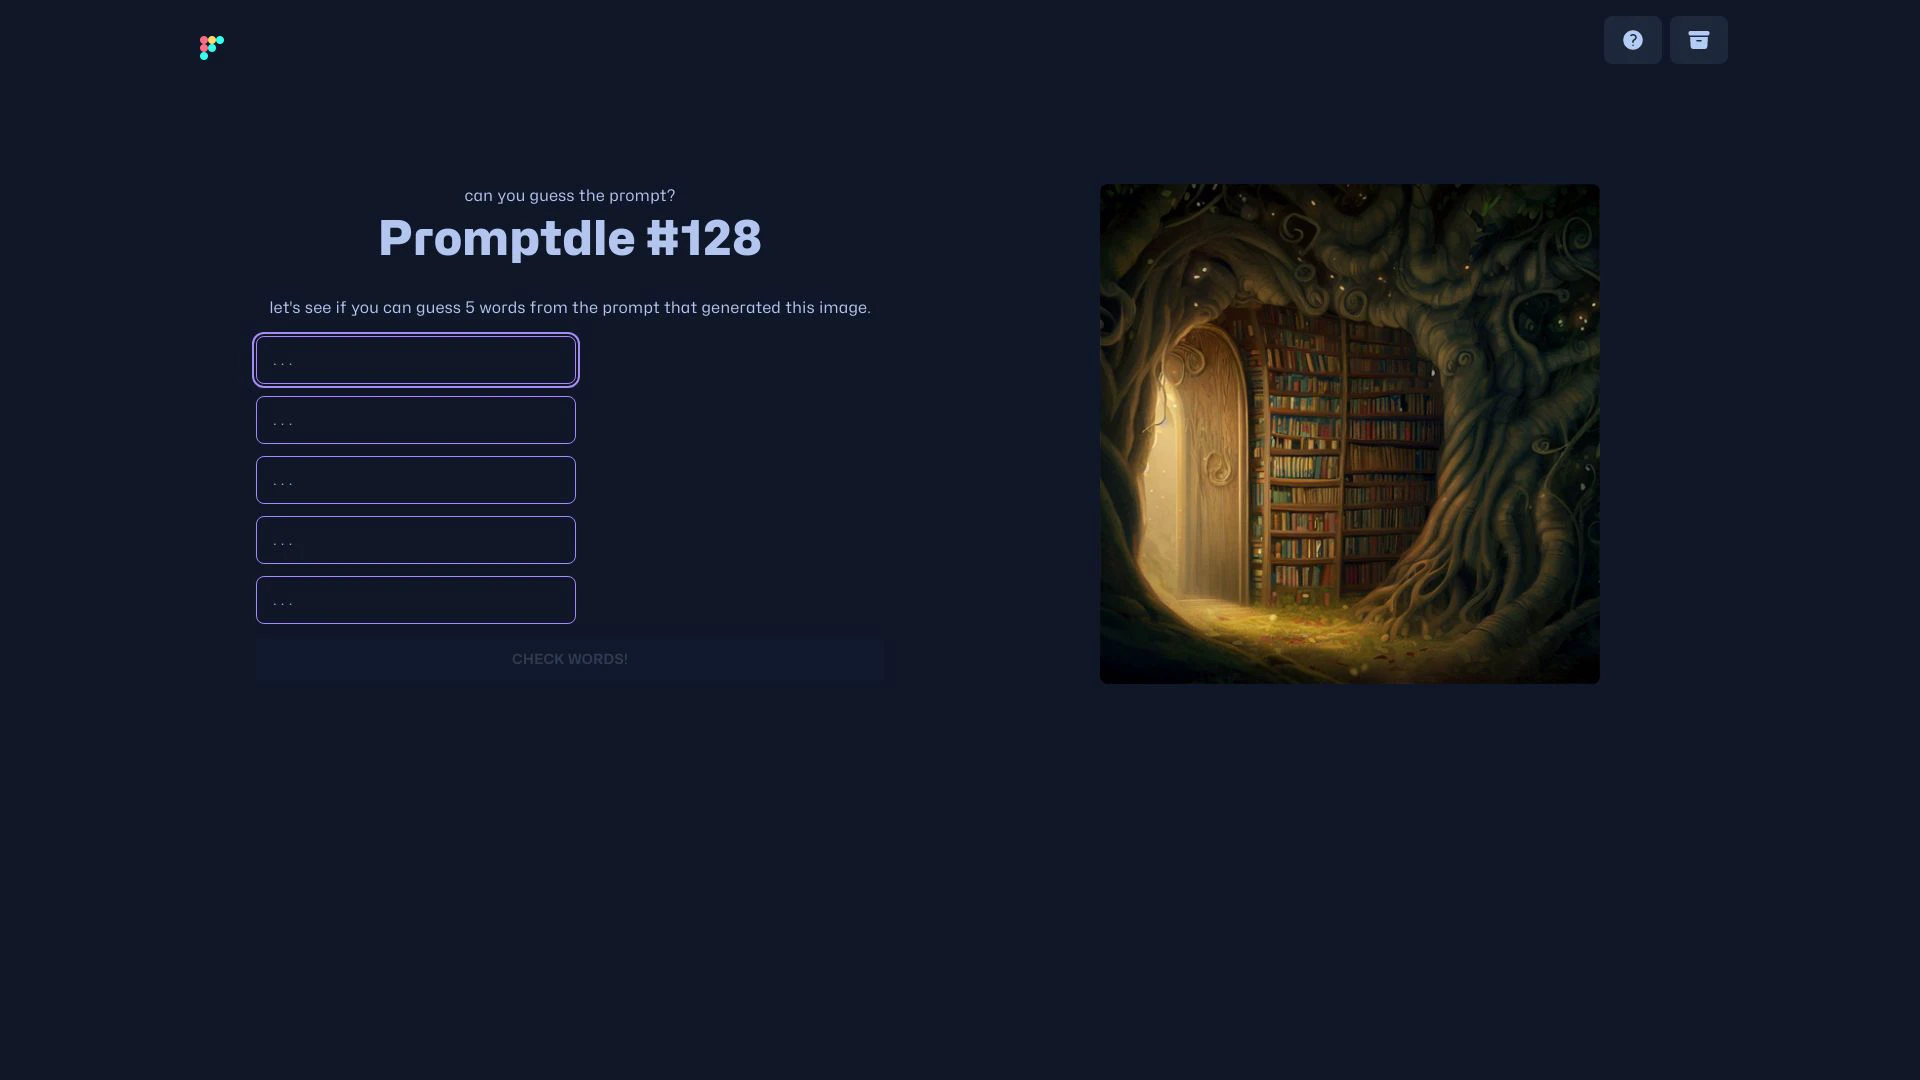 can you guess the prompt?
Promptdle #128
let's see if you can guess 5 words from the prompt that generated this image.
. . .
. . .
. . .
. . .
. . .
CHECK WORDS!